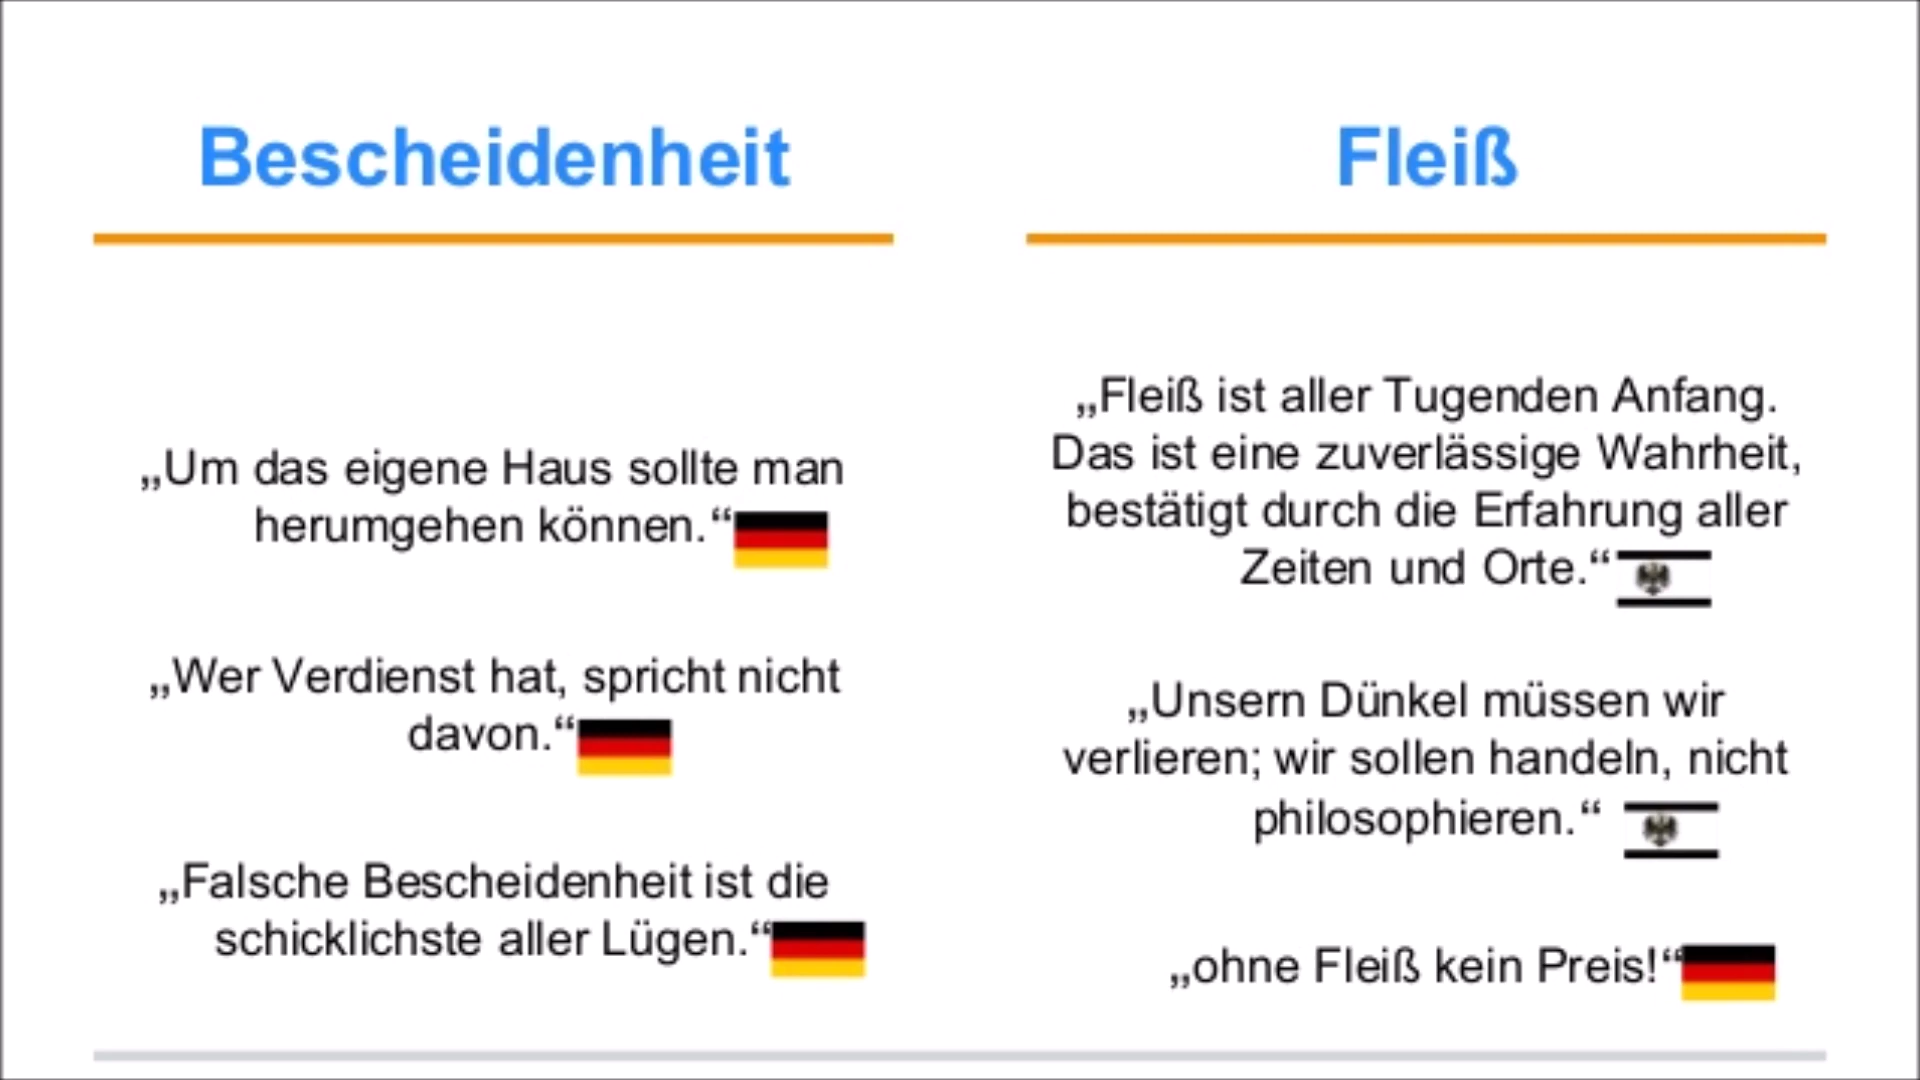 Bescheidenheit
„Um das eigene Haus sollte man
herumgehen können.“
„Wer Verdienst hat, spricht nicht
davon.“
„Falsche Bescheidenheit ist die
schicklichste aller Lügen.“
Fleiß
„Fleiß ist aller Tugenden Anfang.
Das ist eine zuverlässige Wahrheit,
bestätigt durch die Erfahrung aller
Zeiten und Orte.“
„Unsern Dünkel müssen wir
verlieren; wir sollen handeln, nicht
philosophieren.“
„ohne Fleiß kein Preis!“